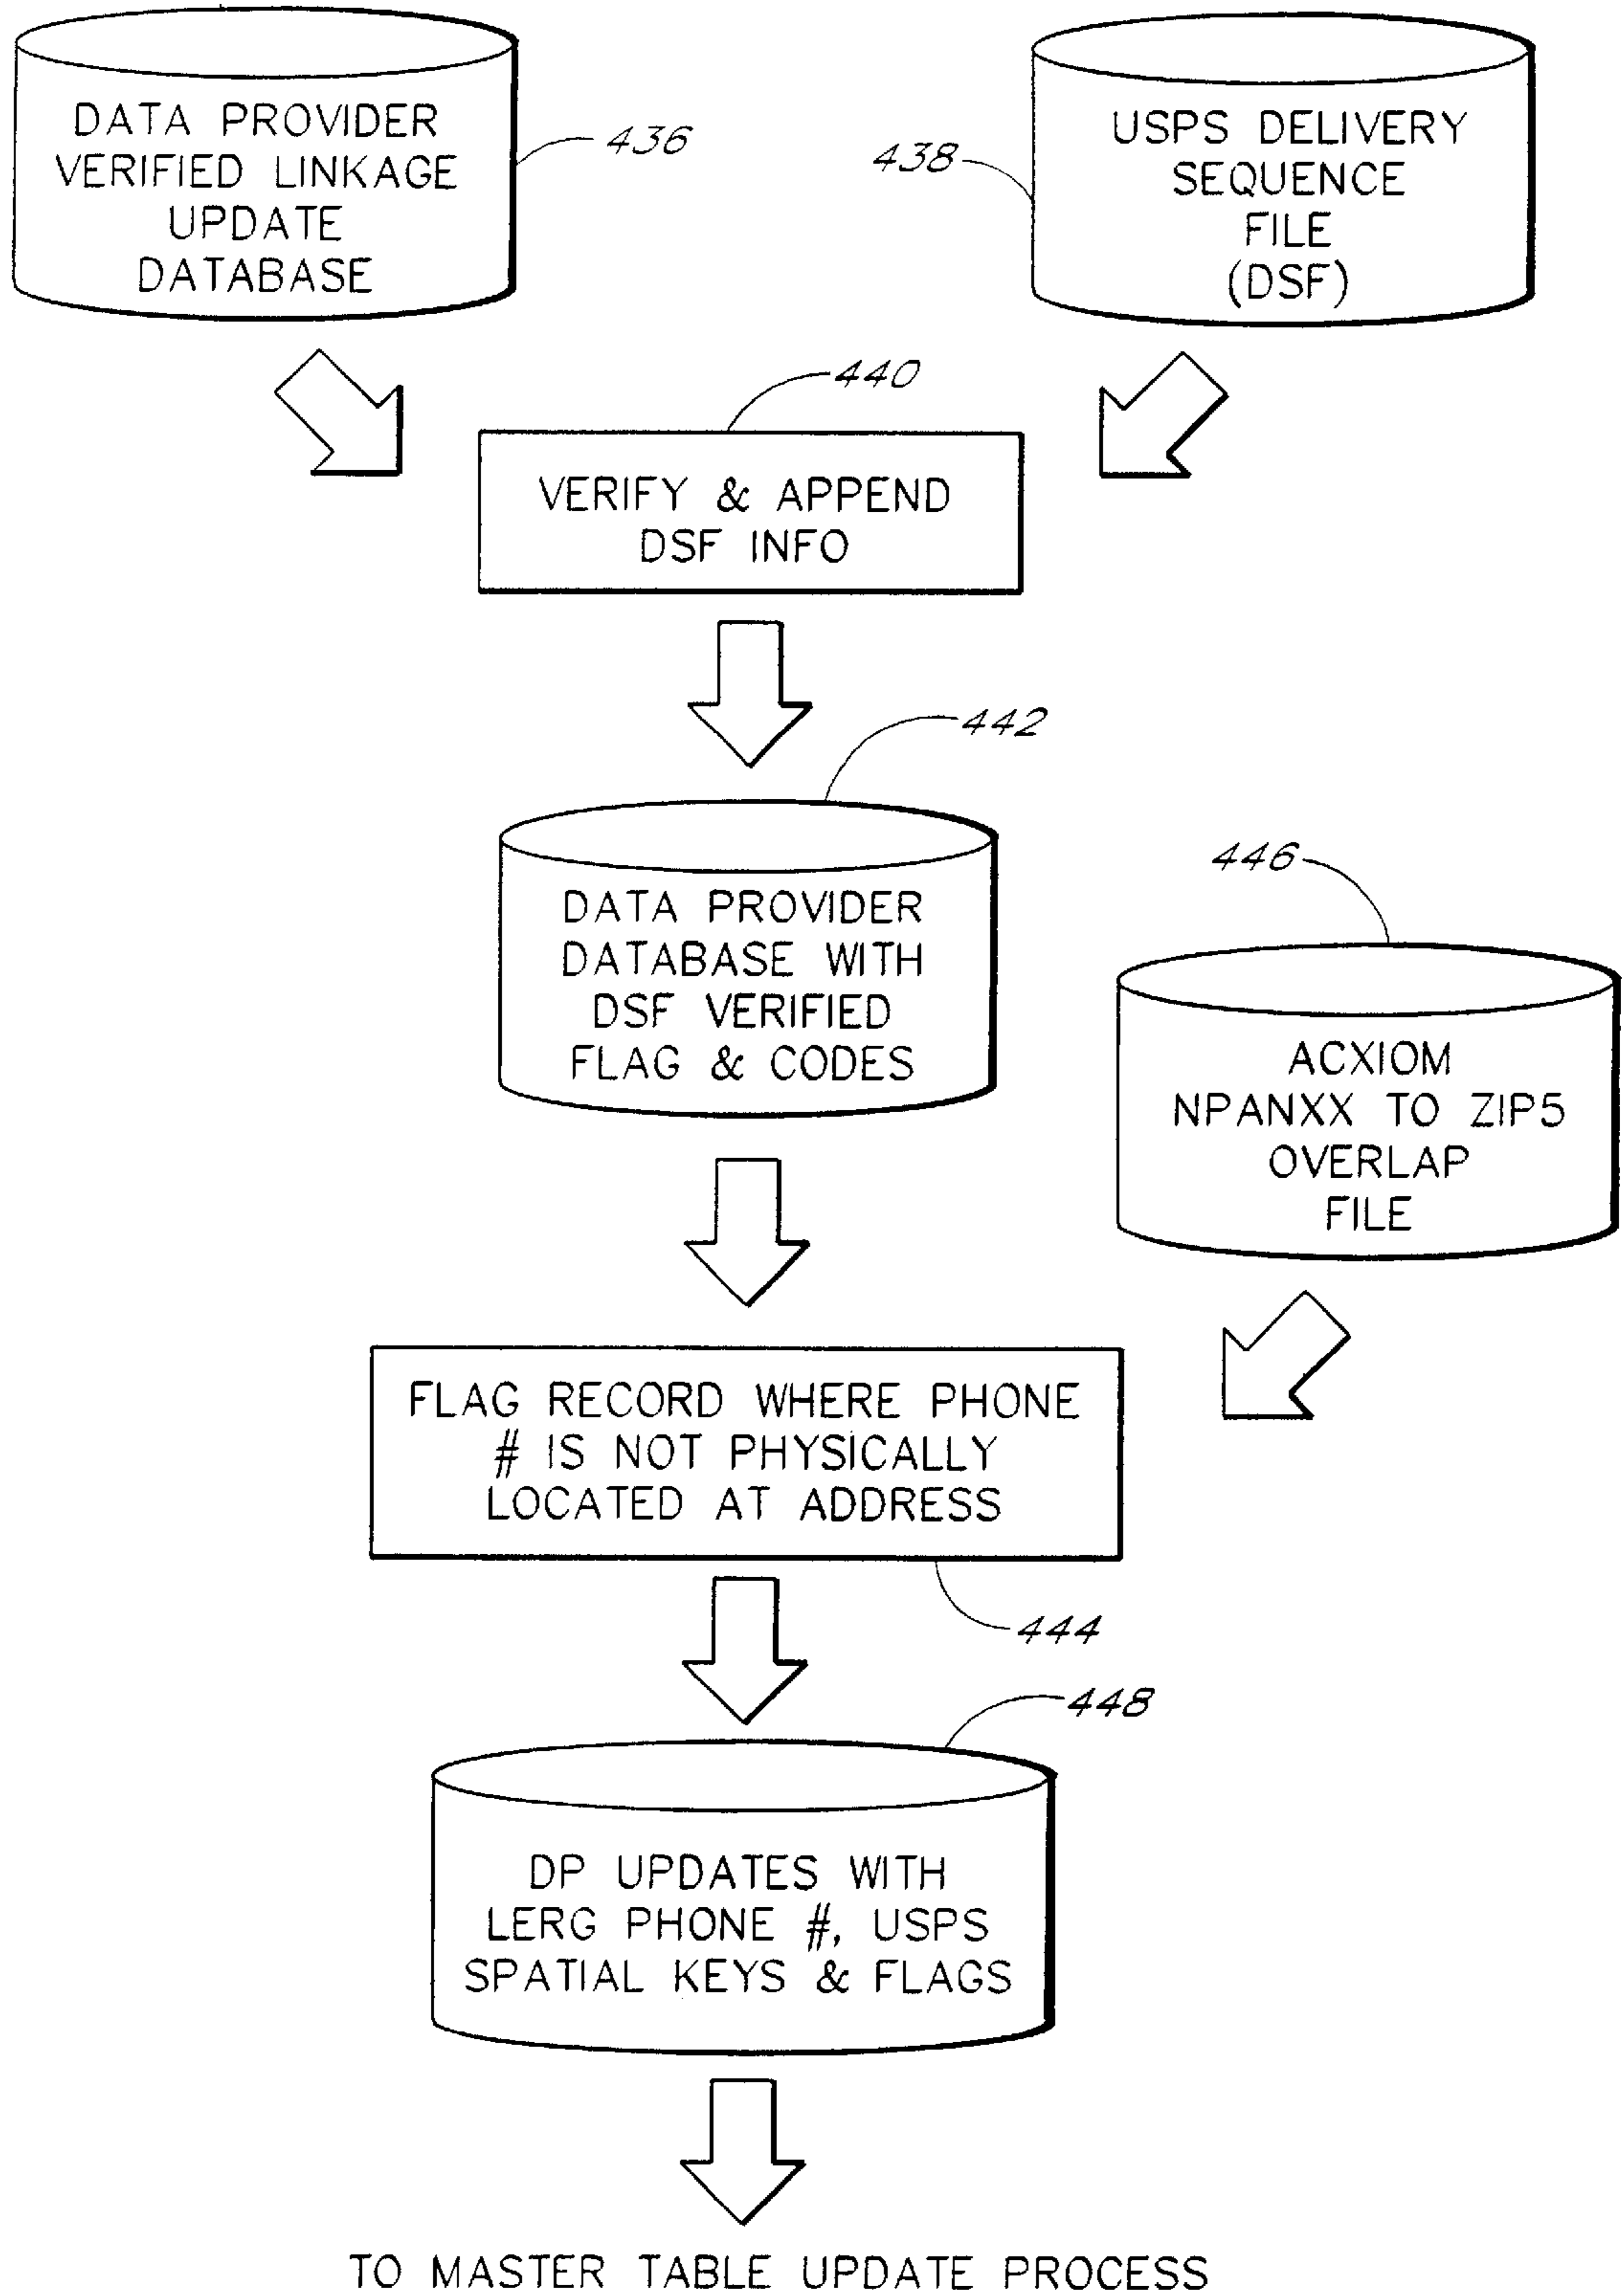 DATA PROVIDER
VERIFIED LINKAGE
UPDATE
DATABASE
436
438
USPS DELIVERY
SEQUENCE
FILE
(DSF)
440
VERIFY & APPEND
DSF INFO
442
DATA PROVIDER
DATABASE WITH
DSF VERIFIED
FLAG & CODES
446
ACXIOM
NPANXX TO ZIP5
OVERLAP
FILE
FLAG RECORD WHERE PHONE
# IS NOT PHYSICALLY
LOCATED AT ADDRESS
444
448
DP UPDATES WITH
LERG PHONE #, USPS
SPATIAL KEYS & FLAGS
TO MASTER TABLE UPDATE PROCESS